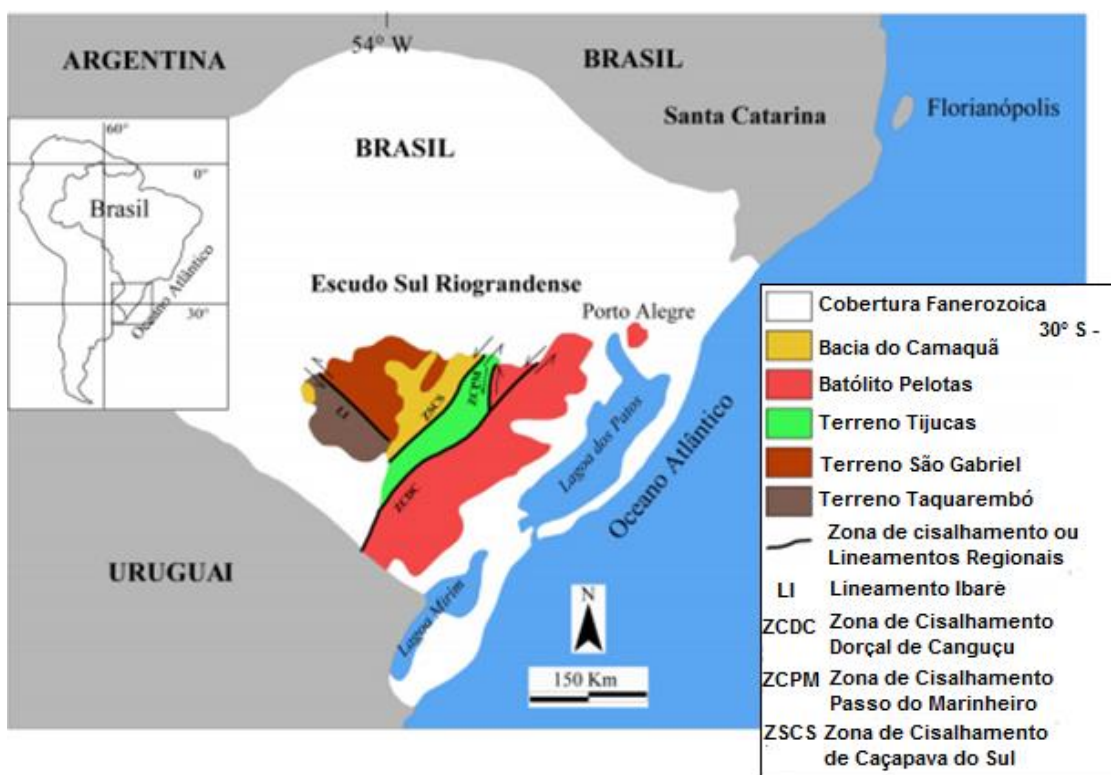 54° W
ARGENTINA
BRASIL
Santa Catarina
Florianópolis
BRASIL
60°
0°
Brasil
Oceano Atlântico
30°
Escudo Sul Riograndense
Porto Alegre
LI
ZSCS
ZCPM
ZCDC
Lagoa dos Patos
Oceano Atlântico
URUGUAI
Lagoa Mirim
N
150 Km
Cobertura Fanerozoica
30° S -
Bacia do Camaquã
Batólito Pelotas
Terreno Tijucas
Terreno São Gabriel
Terreno Taquarembó
Zona de cisalhamento ou
Lineamentos Regionais
LI Lineamento Ibaré
ZCDC Zona de Cisalhamento
Dorçal de Canguçu
ZCPM Zona de Cisalhamento
Passo do Marinheiro
ZSCS Zona de Cisalhamento
de Caçapava do Sul